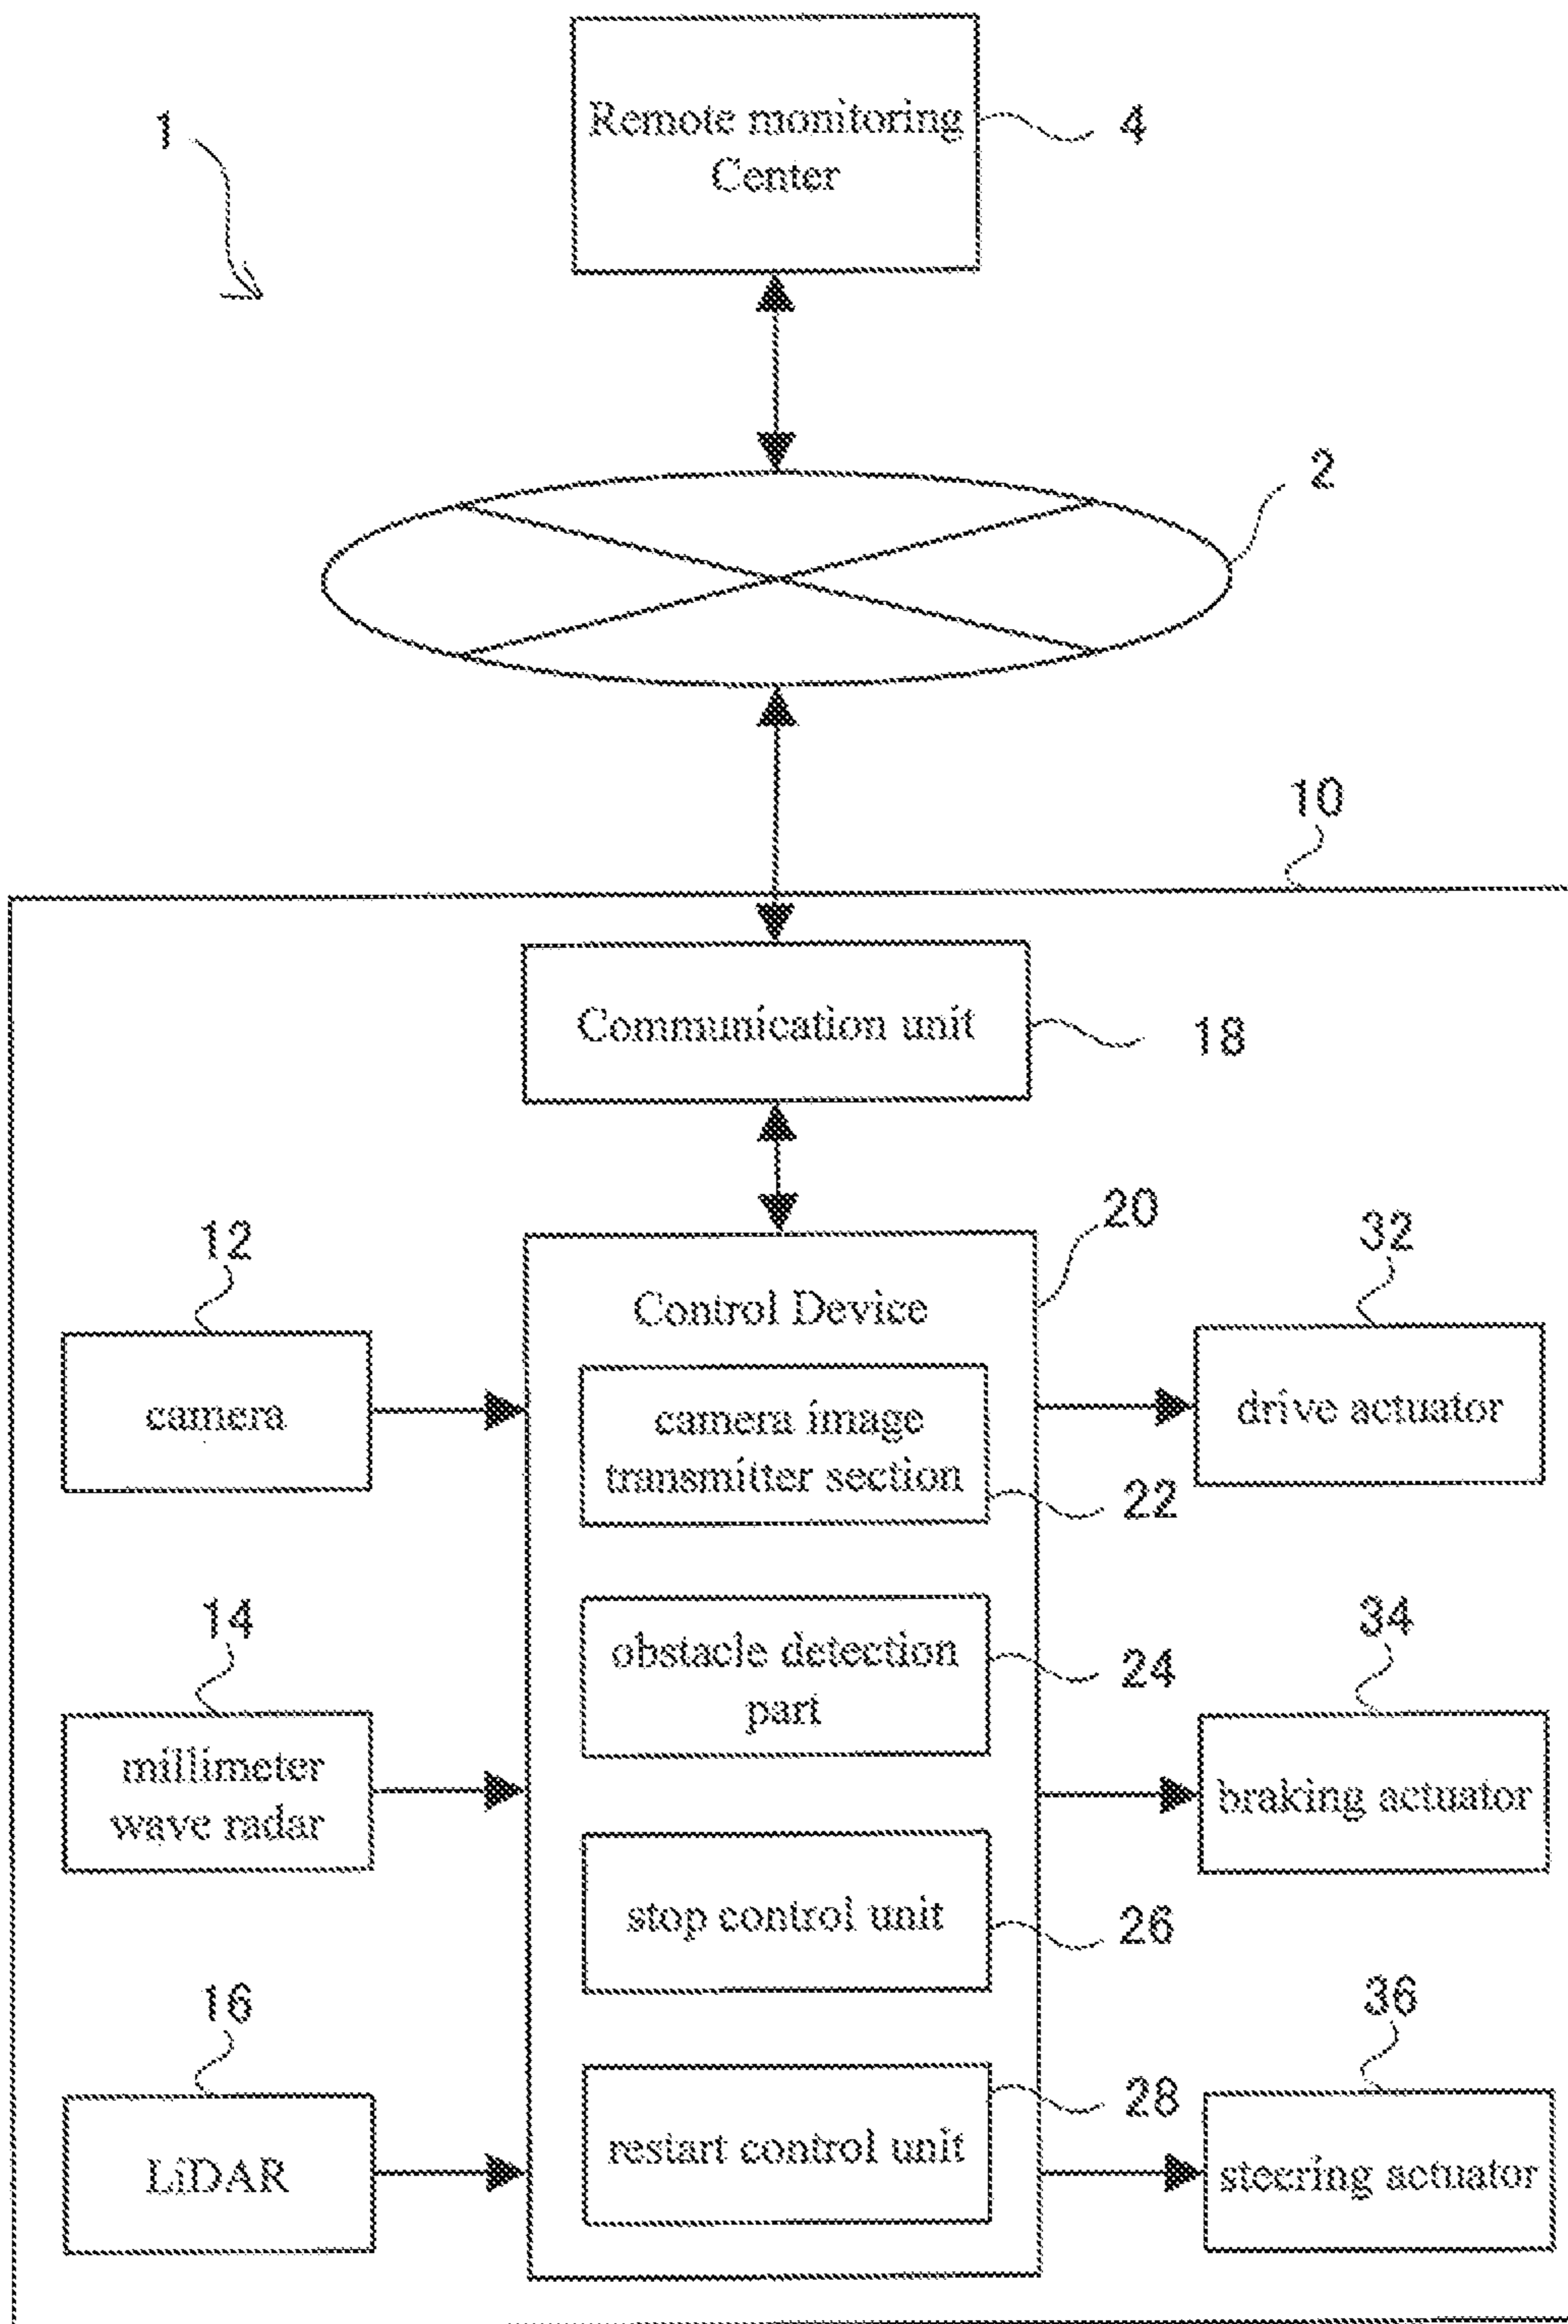 1
Remote monitoring
Center
4
2
10
Communication unit
18
20
12
32
Control Device
camera
camera image
transmitter section
22
drive actuator
14
34
obstacle detection
part
24
millimeter
wave radar
braking actuator
stop control unit
26
16
36
restart control unit
28
LiDAR
steering actuator